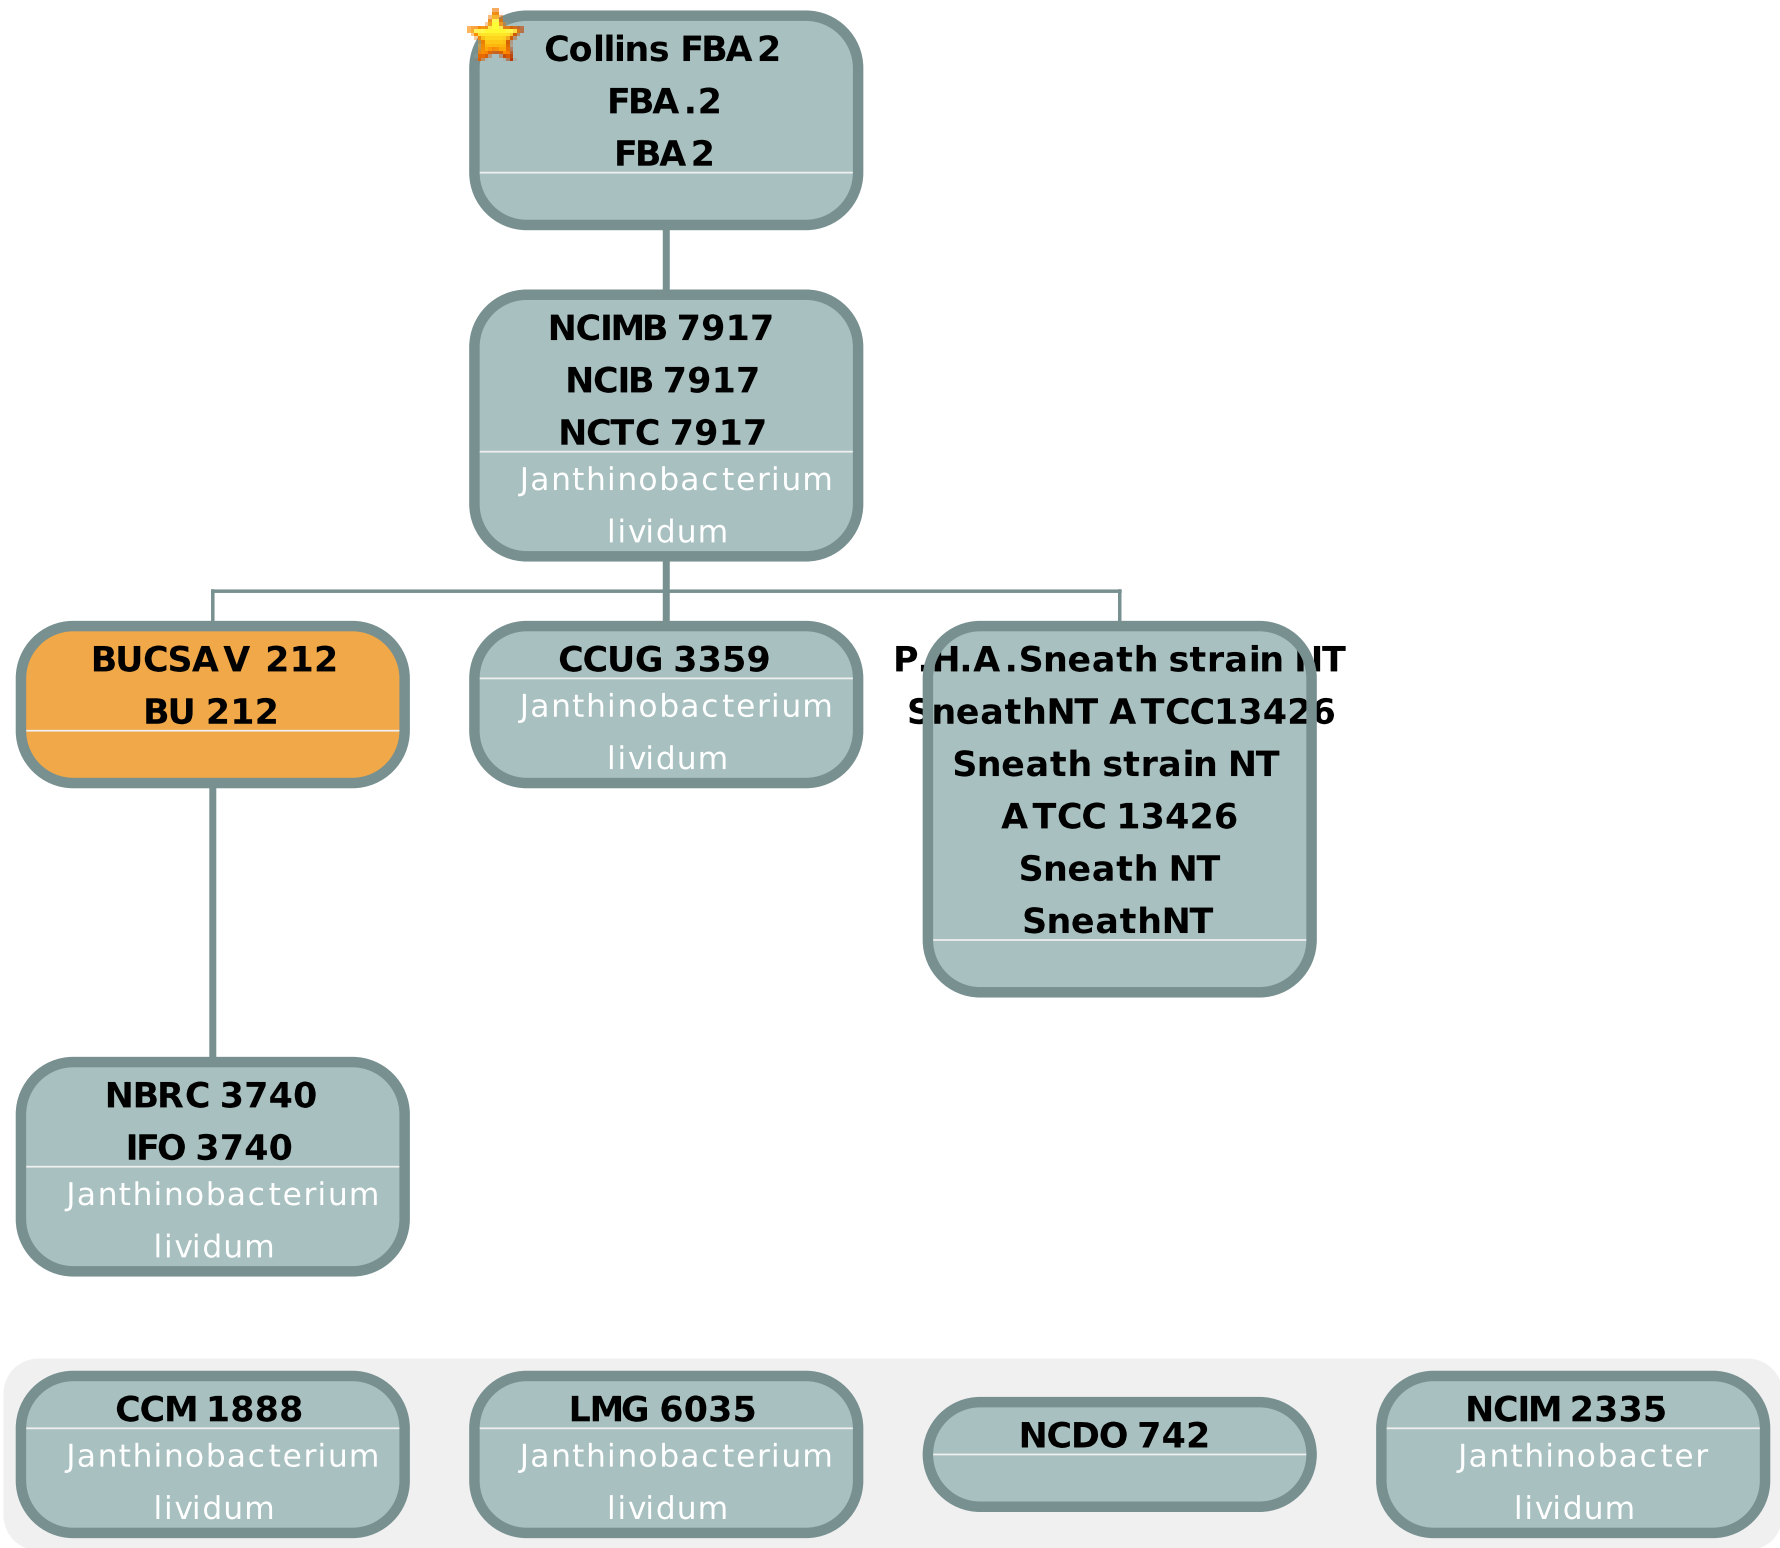 Collins FBA 2
FBA.2
FBA 2
NCIMB 7917
NCIB 7917
NCTC 7917
Janthinobacterium
lividum
BUCSAV 212
BU 212
CCUG 3359
Janthinobacterium
lividum
P.H.A.Sneath strain NT
SneathNT ATCC13426
Sneath strain NT
ATCC 13426
Sneath NT
SneathNT
NBRC 3740
IFO 3740
Janthinobacterium
lividum
CCM 1888
Janthinobacterium
lividum
LMG 6035
Janthinobacterium
lividum
NCDO 742
NCIM 2335
Janthinobacter
lividum